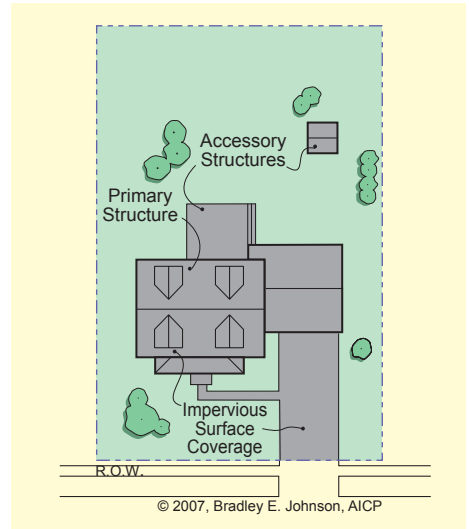 Accessory
Structures
Primary
Structure
Impervious
Surface
Coverage
R.O.W.
© 2007, Bradley E. Johnson, AICP